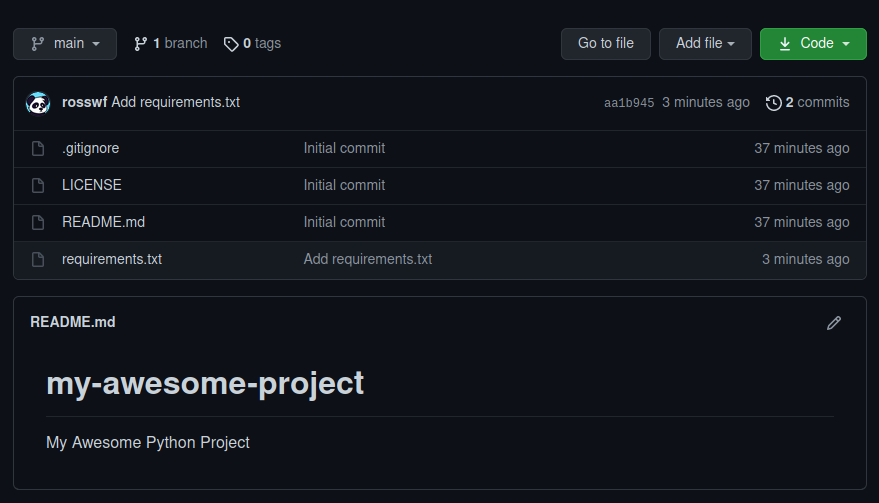 main 1 branch 0 tags Go to file Add file Code
rosswf Add requirements.txt aa1b945 3 minutes ago 2 commits
.gitignore Initial commit 37 minutes ago
LICENSE Initial commit 37 minutes ago
README.md Initial commit 37 minutes ago
requirements.txt Add requirements.txt 3 minutes ago
README.md
my-awesome-project
My Awesome Python Project